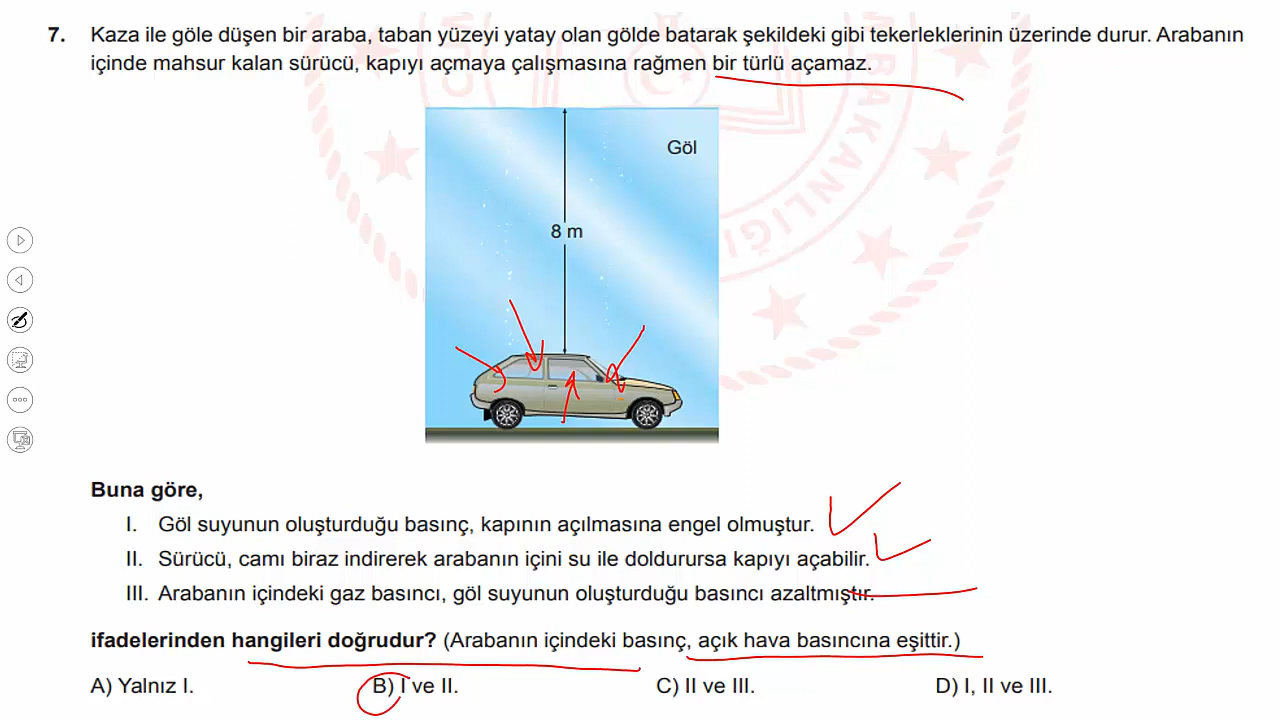 7. Kaza ile göle düşen bir araba, taban yüzeyi yatay olan gölde batarak şekildeki gibi tekerleklerinin üzerinde durur. Arabanın
içinde mahsur kalan sürücü, kapıyı açmaya çalışmasına rağmen bir türlü açamaz.
Göl
8 m
Buna göre,
I. Göl suyunun oluşturduğu basınç, kapının açılmasına engel olmuştur.
II. Sürücü, camı biraz indirerek arabanın içini su ile doldurursa kapıyı açabilir.
III. Arabanın içindeki gaz basıncı, göl suyunun oluşturduğu basıncı azaltmıştır.
ifadelerinden hangileri doğrudur? (Arabanın içindeki basınç, açık hava basıncına eşittir.)
A) Yalnız I. B) I ve II. C) II ve III. D) I, II ve III.